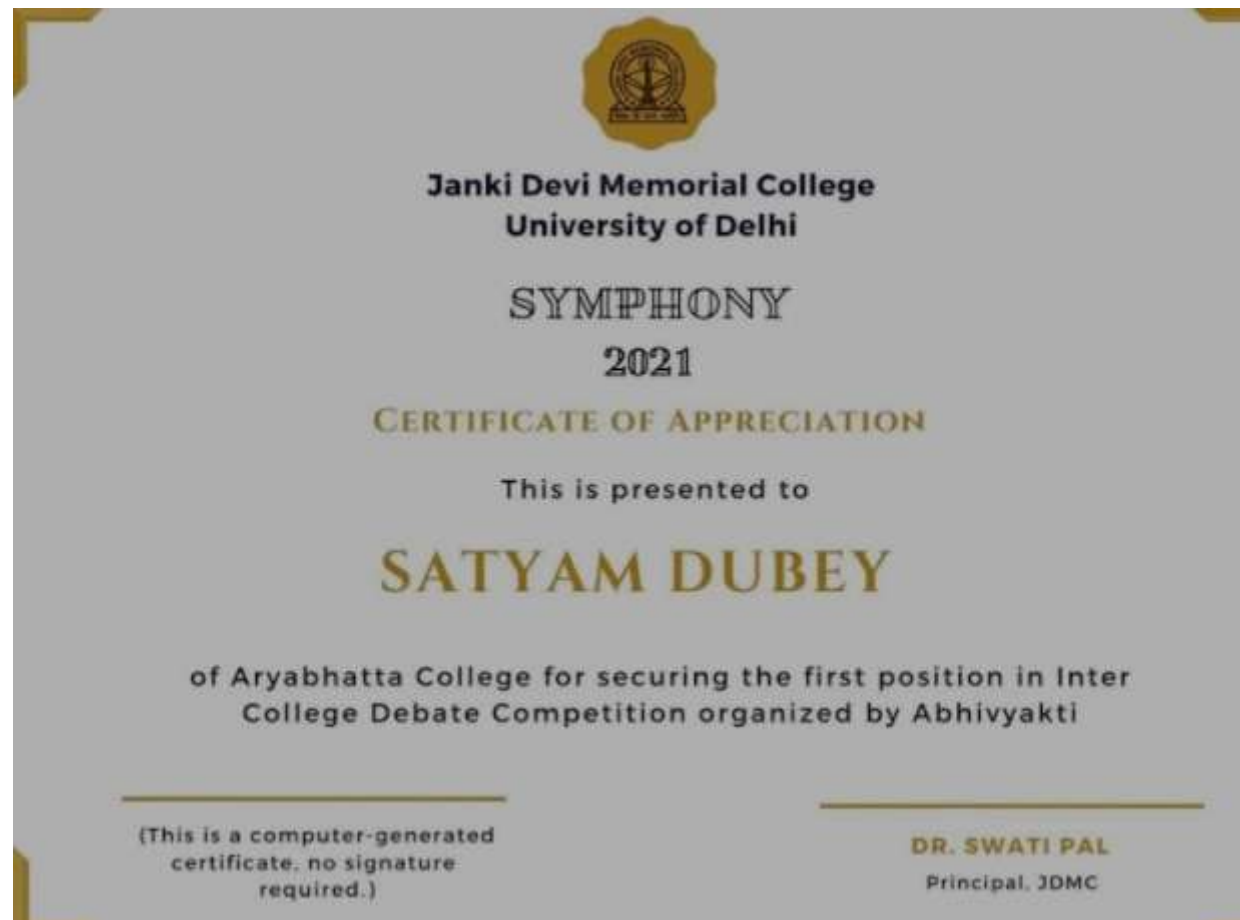 Janki Devi Memorial College
University of Delhi
SYMPHONY
2021
CERTIFICATE OF APPRECIATION
This is presented to
SATYAM DUBEY
of Aryabhatta College for securing the first position in Inter
College Debate Competition organized by Abhivyakti
(This is a computer-generated
certificate, no signature
required.)
DR. SWATI PAL
Principal, JDMC